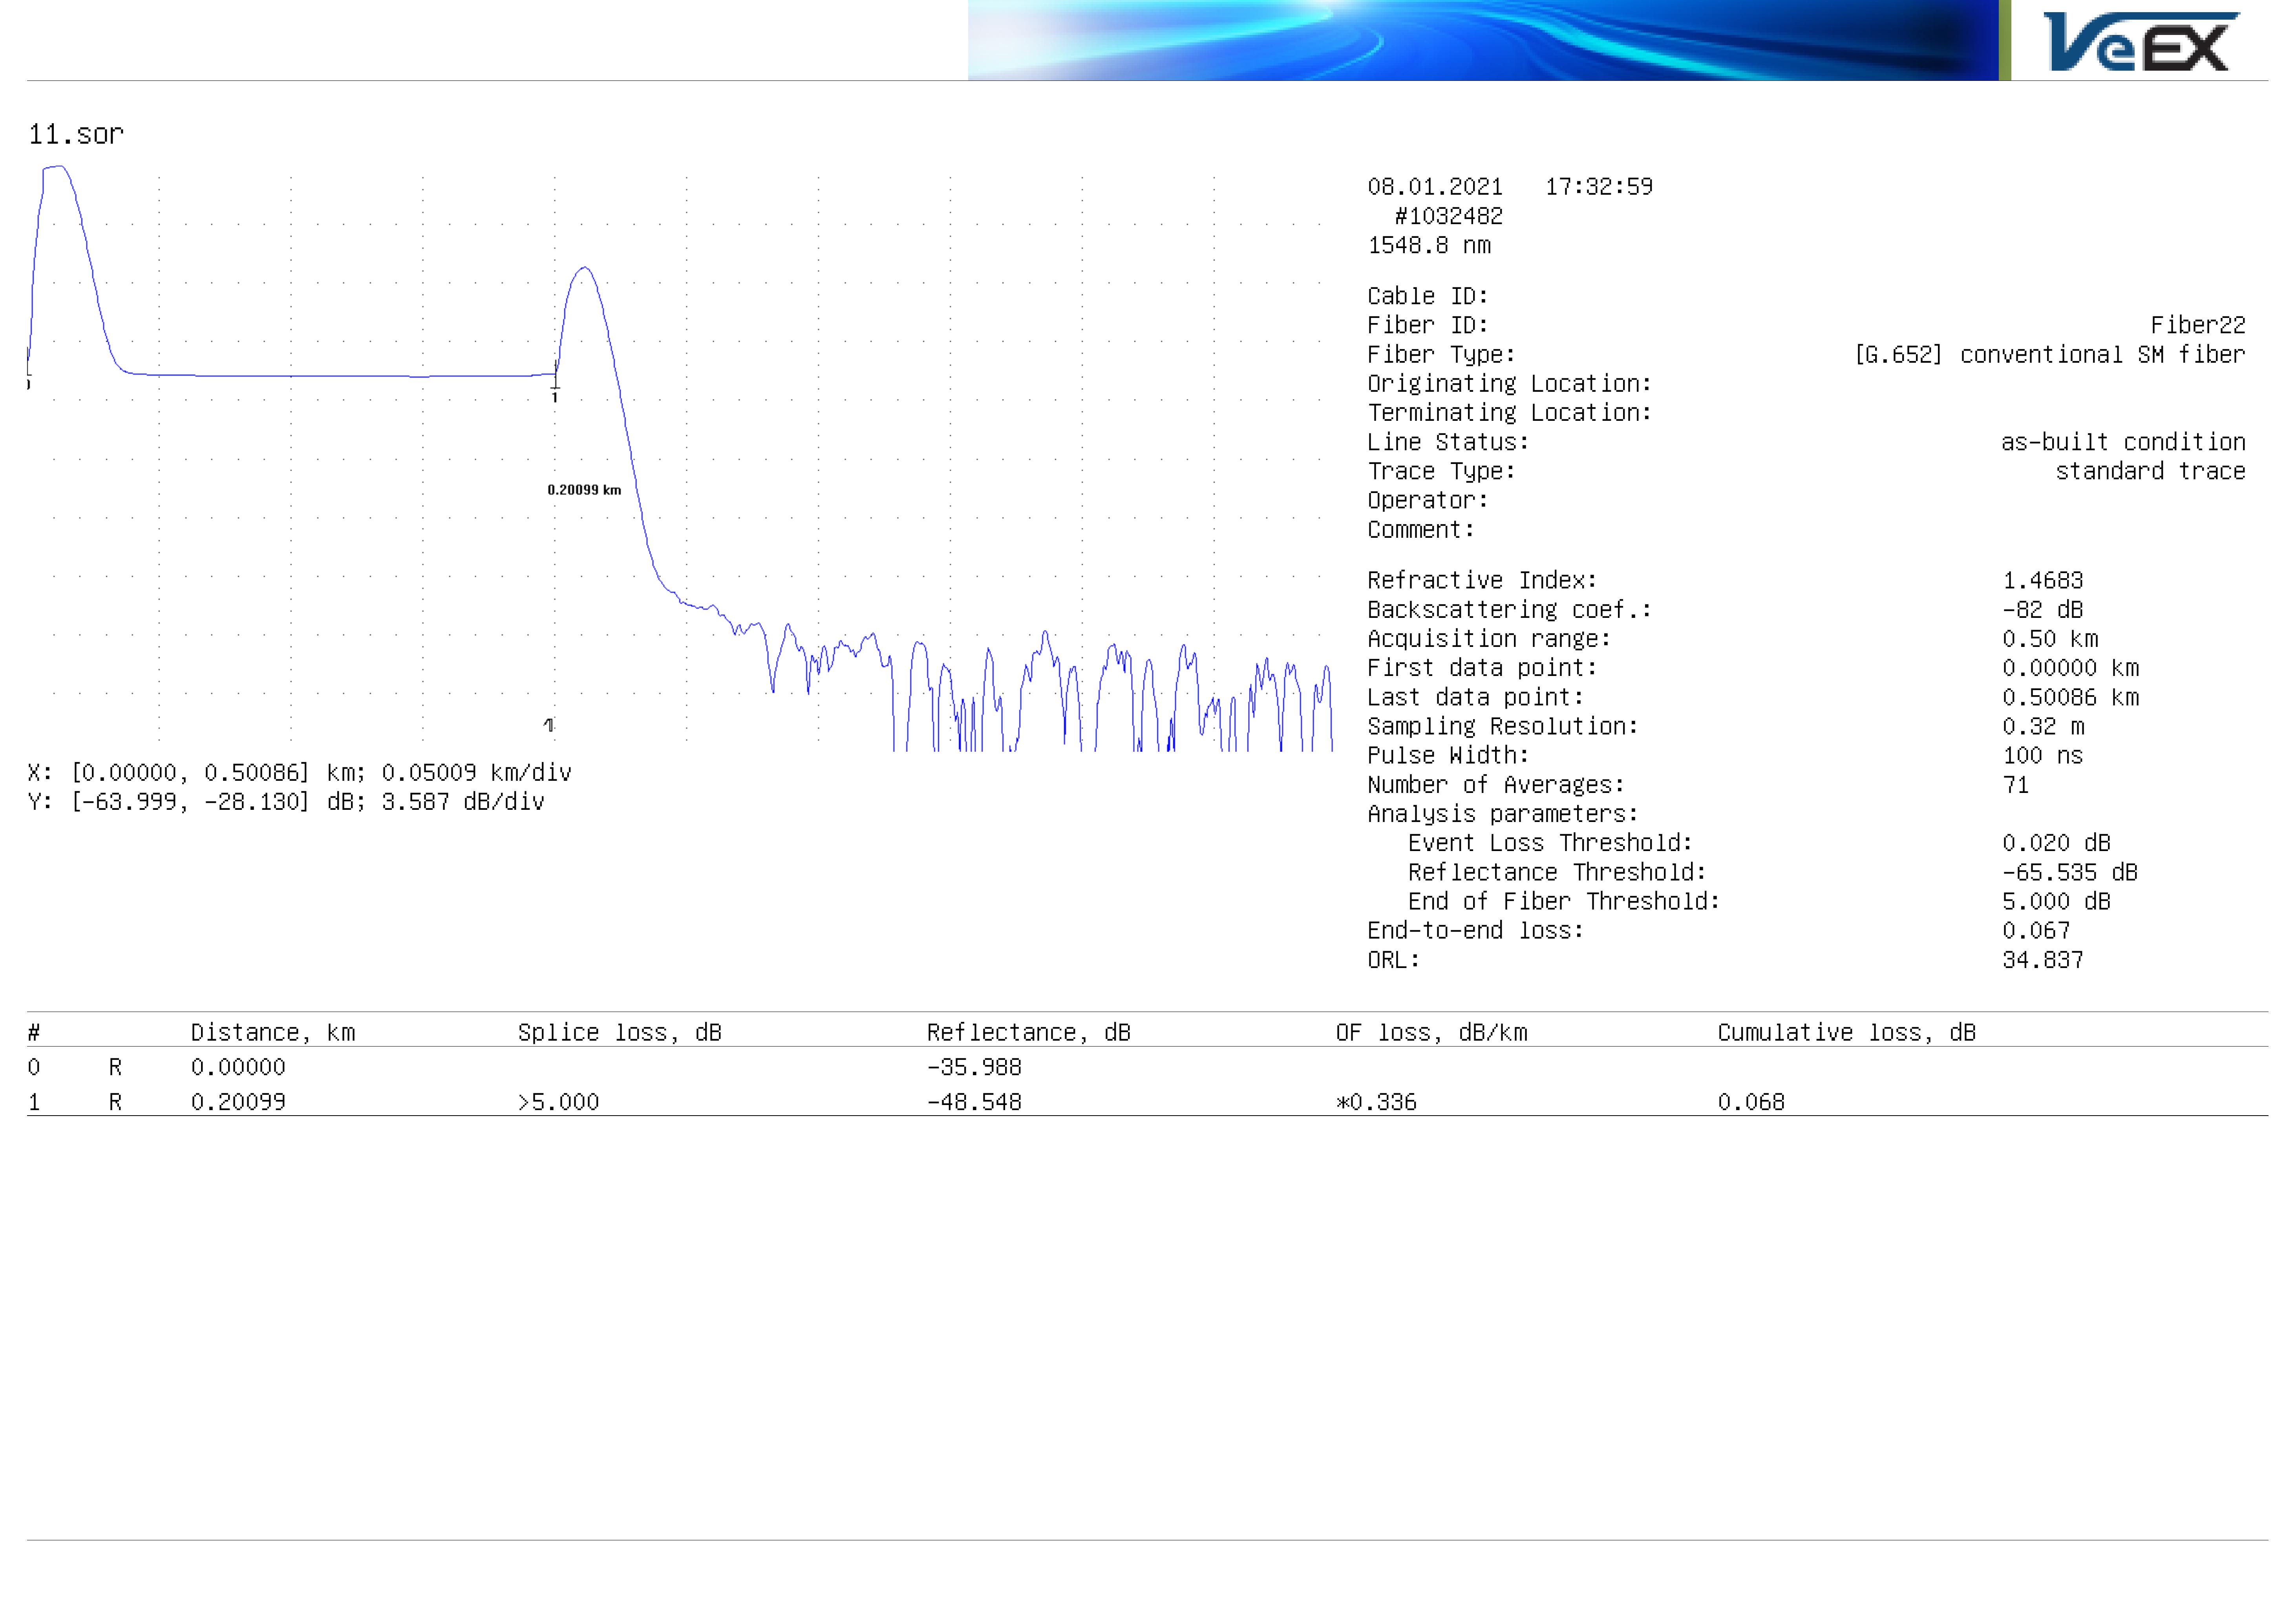 VeEX
11.sor
1
0.20099 km
1
X: [0.00000, 0.50086] km; 0.05009 km/div
Y: [-63.999, -28.130] dB; 3.587 dB/div
08.01.2021 17:32:59
#1032482
1548.8 nm
Cable ID:
Fiber ID: Fiber22
Fiber Type: [G.652] conventional SM fiber
Originating Location:
Terminating Location:
Line Status: as-built condition
Trace Type: standard trace
Operator:
Comment:
Refractive Index: 1.4683
Backscattering coef.: -82 dB
Acquisition range: 0.50 km
First data point: 0.00000 km
Last data point: 0.50086 km
Sampling Resolution: 0.32 m
Pulse Width: 100 ns
Number of Averages: 71
Analysis parameters:
Event Loss Threshold: 0.020 dB
Reflectance Threshold: -65.535 dB
End of Fiber Threshold: 5.000 dB
End-to-end loss: 0.067
ORL: 34.837
# Distance, km Splice loss, dB Reflectance, dB OF loss, dB/km Cumulative loss, dB
0 R 0.00000 -35.988
1 R 0.20099 >5.000 -48.548 *0.336 0.068